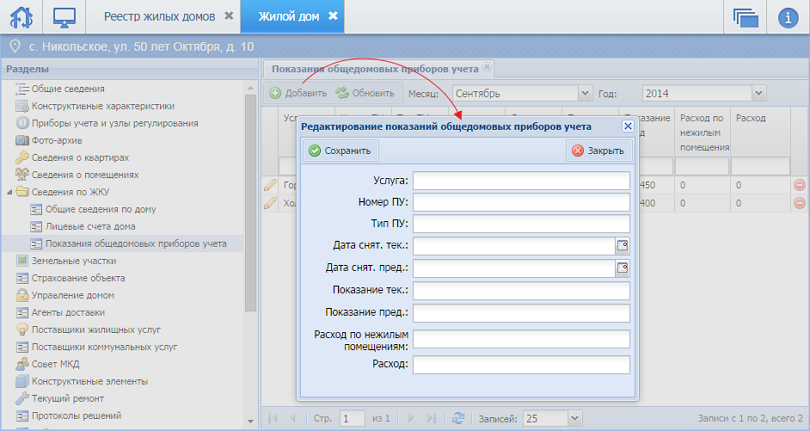 Реестр жилых домов
Жилой дом
с. Никольское, ул. 50 лет Октября, д. 10
Разделы
Общие сведения
Конструктивные характеристики
Приборы учета и узлы регулирования
Фото-архив
Сведения о квартирах
Сведения о помещениях
Сведения по ЖКУ
Общие сведения по дому
Лицевые счета дома
Показания общедомовых приборов учета
Земельные участки
Страхование объекта
Управление домом
Агенты доставки
Поставщики жилищных услуг
Поставщики коммунальных услуг
Совет МКД
Конструктивные элементы
Текущий ремонт
Протоколы решений
Показания общедомовых приборов учета
Добавить Обновить Месяц: Сентябрь Год: 2014
Расход по нежилым помещения
Расход
450 0 0
400 0 0
Редактирование показаний общедомовых приборов учета
Сохранить Закрыть
Услуга:
Номер ПУ:
Тип ПУ:
Дата снят. тек.:
Дата снят. пред.:
Показание тек.:
Показание пред.:
Расход по нежилым
помещениям:
Расход:
Стр. 1 из 1 Записей: 25 Записи с 1 по 2, всего 2